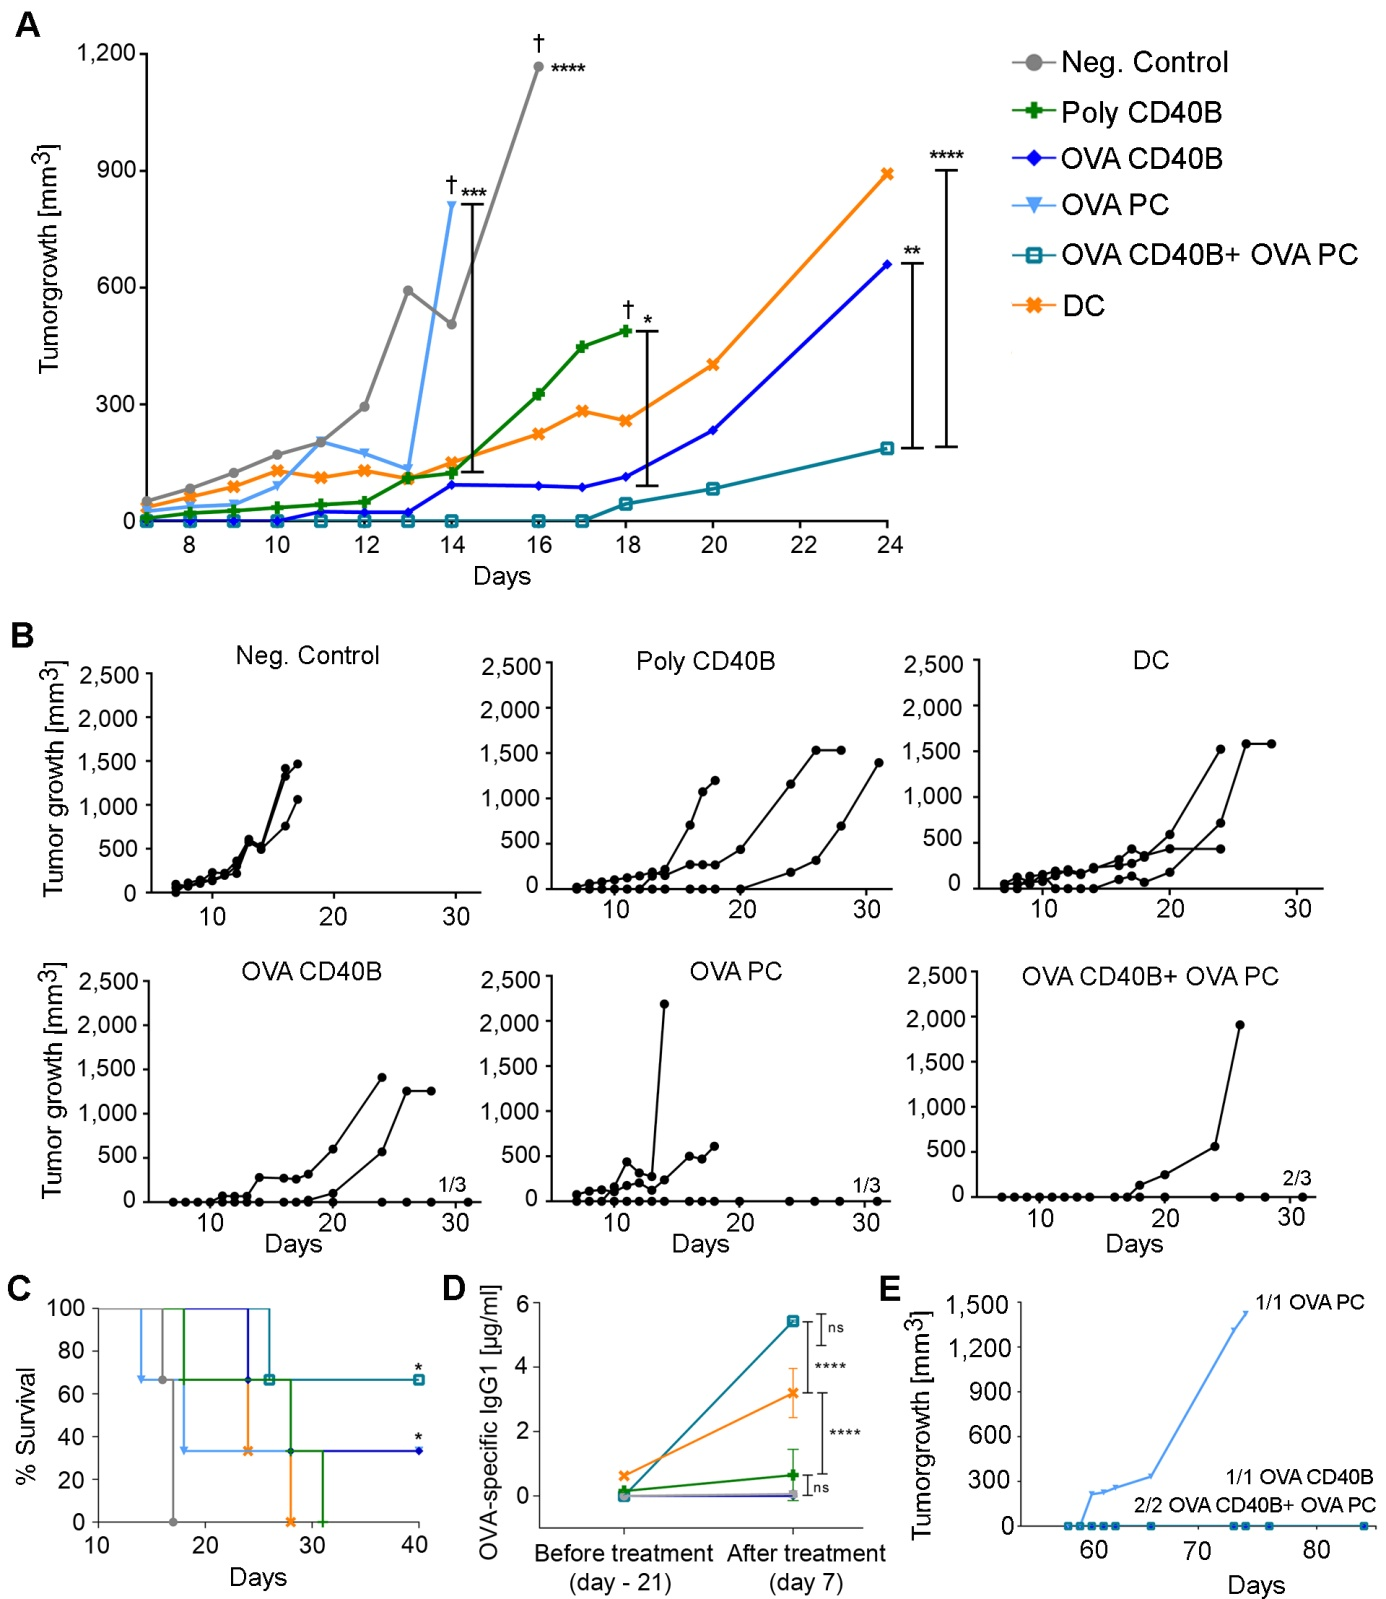 A
1,200
900
600
300
0
Tumorgrowth [mm3]
8 10 12 14 16 18 20 22 24
Days
†
****
†
***
†
*
**
****
Neg. Control
Poly CD40B
OVA CD40B
OVA PC
OVA CD40B+ OVA PC
DC
B
Neg. Control
Tumor growth [mm3]
2,500
2,000
1,500
1,000
500
0
10 20 30
Poly CD40B
2,500
2,000
1,500
1,000
500
0
10 20 30
DC
2,500
2,000
1,500
1,000
500
0
10 20 30
OVA CD40B
Tumor growth [mm3]
2,500
2,000
1,500
1,000
500
0
1/3
10 20 30
Days
OVA PC
2,500
2,000
1,500
1,000
500
0
1/3
10 20 30
Days
OVA CD40B+ OVA PC
2,500
2,000
1,500
1,000
500
0
2/3
10 20 30
Days
C
% Survival
100
80
60
40
20
0
*
*
10 20 30 40
Days
D
OVA-specific IgG1 [µg/ml]
6
4
2
0
ns
****
****
ns
Before treatment
(day - 21)
After treatment
(day 7)
E
Tumorgrowth [mm3]
1,500
1,200
900
600
300
0
1/1 OVA PC
1/1 OVA CD40B
2/2 OVA CD40B+ OVA PC
60 70 80
Days